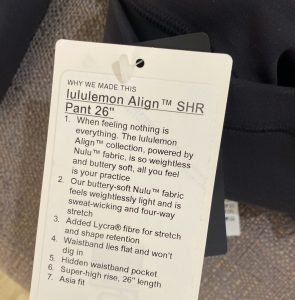 WHY WE MADE THIS
lululemon Align™ SHR
Pant 26"
1. When feeling nothing is
everything. The lululemon
Align™ collection, powered by
Nulu™ fabric, is so weightless
and buttery soft, all you feel
is your practice
2. Our buttery-soft Nulu™ fabric
feels weightlessly light and is
sweat-wicking and four-way
stretch
3. Added Lycra® fibre for stretch
and shape retention
4. Waistband lies flat and won't
dig in
5. Hidden waistband pocket
6. Super-high rise, 26" length
7. Asia fit